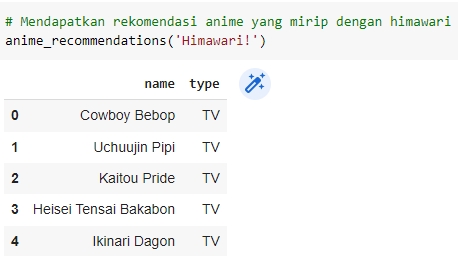 # Mendapatkan rekomendasi anime yang mirip dengan himawari
anime_recommendations('Himawari!')
name type
0 Cowboy Bebop TV
1 Uchuujin Pipi TV
2 Kaitou Pride TV
3 Heisei Tensai Bakabon TV
4 Ikinari Dagon TV